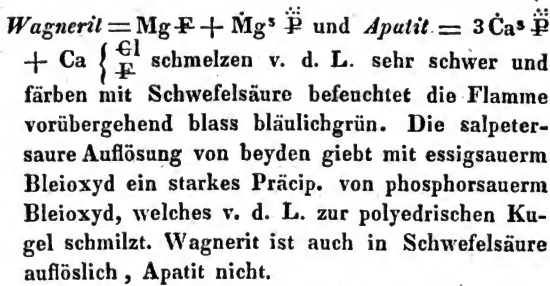 Wagnerit = Mg F̶ + Ṁg³ P̶̈ und Apatit = 3 Ċa³ P̶̈
+ Ca { C̶l F̶ schmelzen v. d. L. sehr schwer und
färben mit Schwefelsäure befeuchtet die Flamme
vorübergehend blass bläulichgrün. Die salpeter-
saure Auflösung von beyden giebt mit essigsauerm
Bleioxyd ein starkes Präcip. von phosphorsauerm
Bleioxyd, welches v. d. L. zur polyedrischen Ku-
gel schmilzt. Wagnerit ist auch in Schwefelsäure
auflöslich, Apatit nicht.